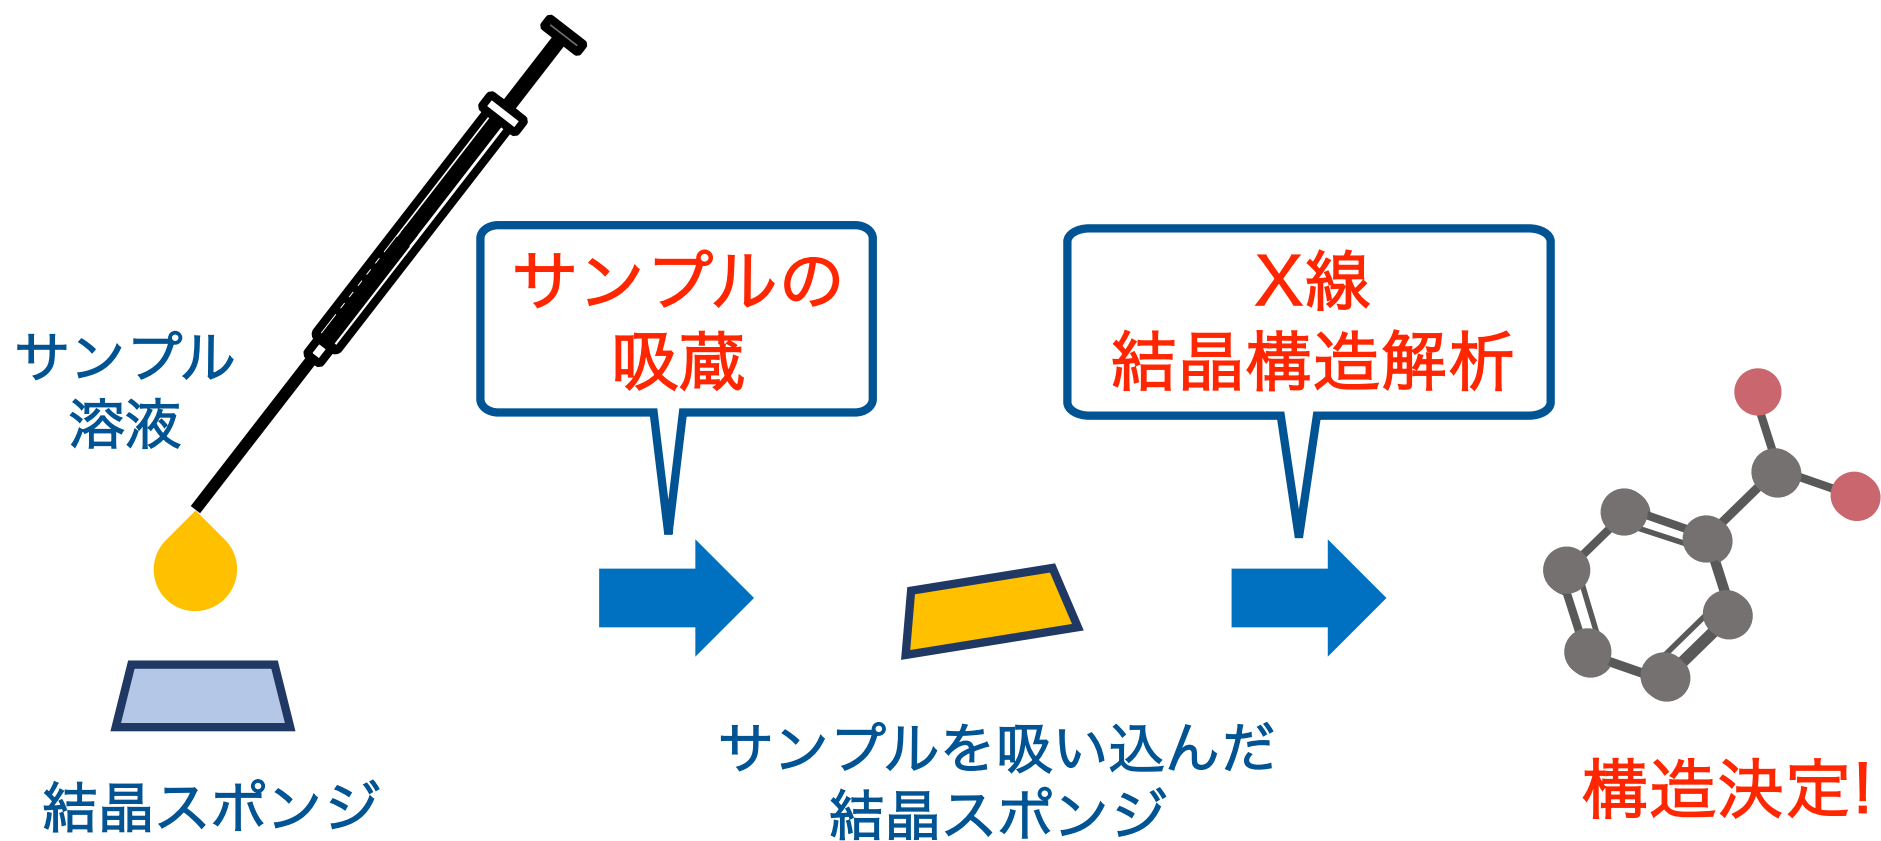 サンプル
溶液
結晶スポンジ
サンプルの
吸蔵
サンプルを吸い込んだ
結晶スポンジ
X線
結晶構造解析
構造決定!